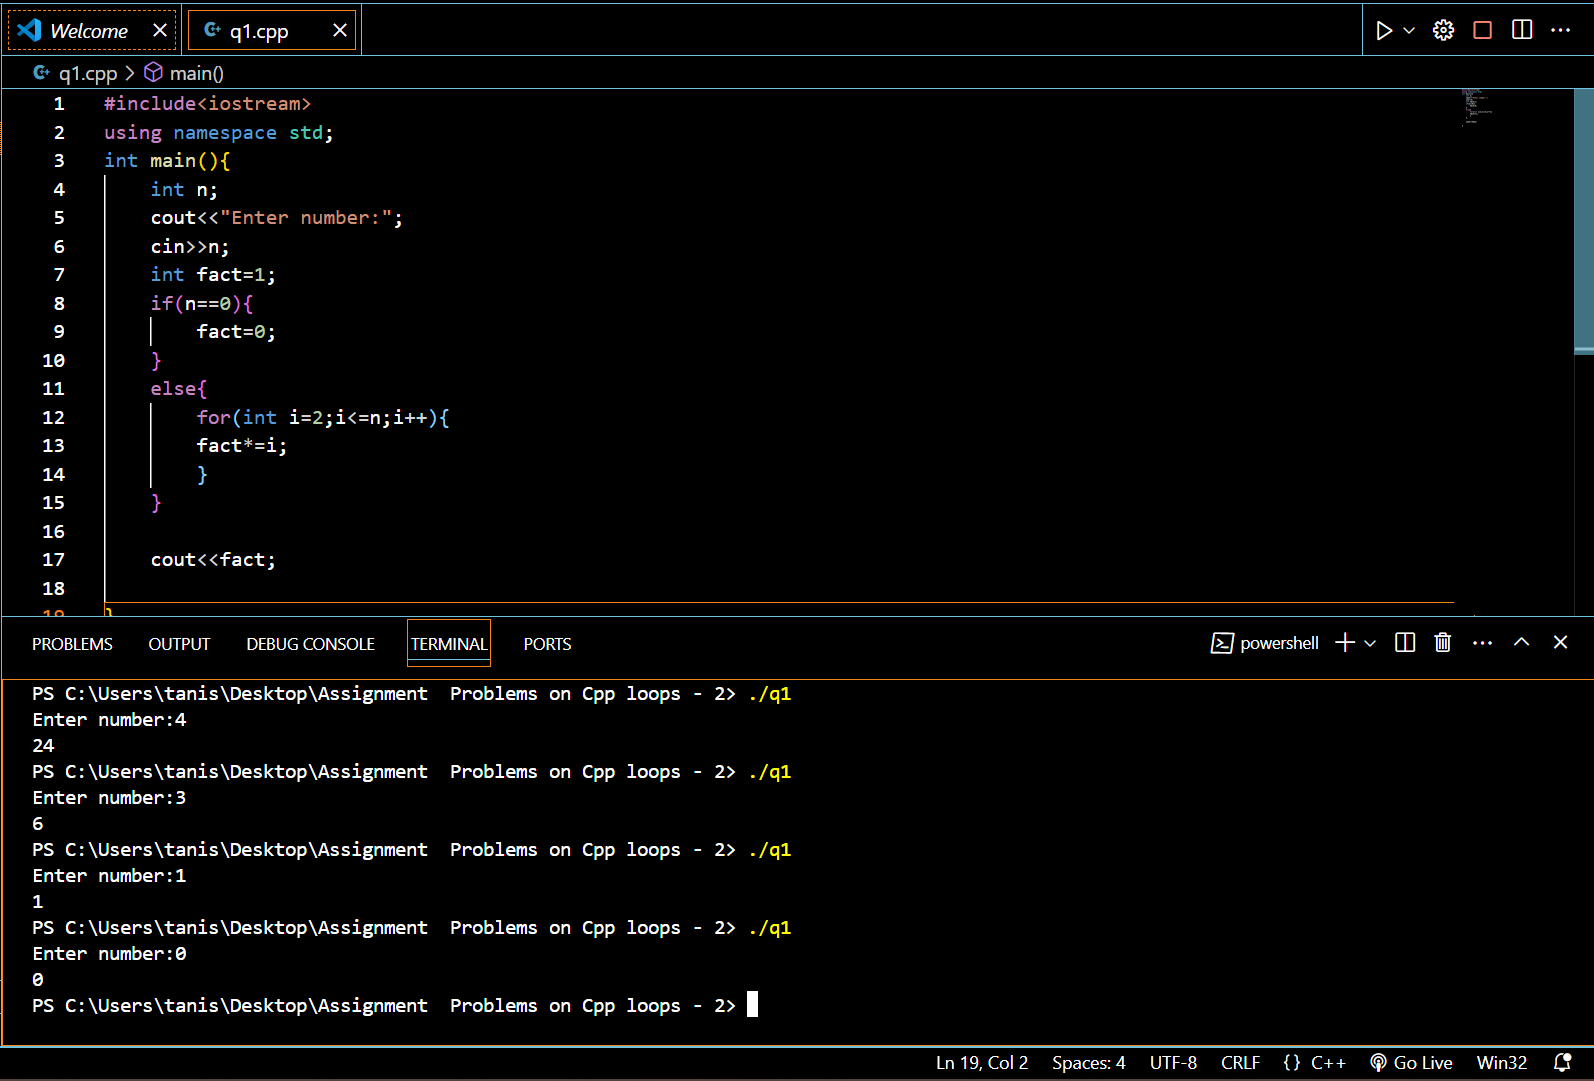 Welcome q1.cpp
q1.cpp > main()
1 #include<iostream>
2 using namespace std;
3 int main(){
4     int n;
5     cout<<"Enter number:";
6     cin>>n;
7     int fact=1;
8     if(n==0){
9         fact=0;
10     }
11     else{
12         for(int i=2;i<=n;i++){
13         fact*=i;
14         }
15     }
16
17     cout<<fact;
18
19 }
PROBLEMS OUTPUT DEBUG CONSOLE TERMINAL PORTS powershell
PS C:\Users\tanis\Desktop\Assignment  Problems on Cpp loops - 2> ./q1
Enter number:4
24
PS C:\Users\tanis\Desktop\Assignment  Problems on Cpp loops - 2> ./q1
Enter number:3
6
PS C:\Users\tanis\Desktop\Assignment  Problems on Cpp loops - 2> ./q1
Enter number:1
1
PS C:\Users\tanis\Desktop\Assignment  Problems on Cpp loops - 2> ./q1
Enter number:0
0
PS C:\Users\tanis\Desktop\Assignment  Problems on Cpp loops - 2>
Ln 19, Col 2 Spaces: 4 UTF-8 CRLF {} C++ Go Live Win32